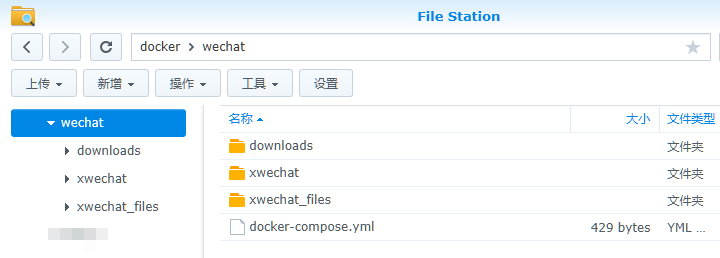 File Station
docker > wechat
上传 新增 操作 工具 设置
wechat
downloads
xwechat
xwechat_files
名称 大小 文件类型
downloads 文件夹
xwechat 文件夹
xwechat_files 文件夹
docker-compose.yml 429 bytes YML ...